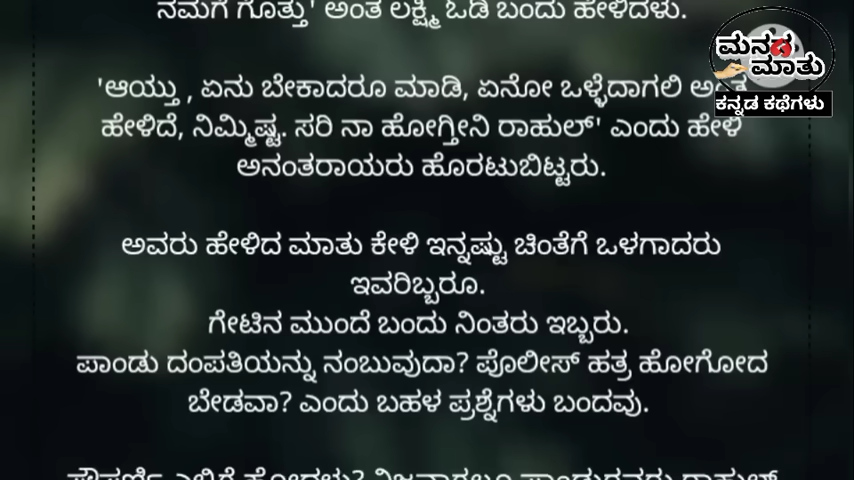 ನಮಗೆ ಗೊತ್ತು' ಅಂತ ಲಕ್ಷ್ಮಿ ಓಡಿ ಬಂದು ಹೇಳಿದಳು.
ಮನದ ಮಾತು
ಕನ್ನಡ ಕಥೆಗಳು
'ಆಯ್ತು , ಏನು ಬೇಕಾದರೂ ಮಾಡಿ, ಏನೋ ಒಳ್ಳೆದಾಗಲಿ
ಹೇಳಿದೆ, ನಿಮ್ಮಿಷ್ಟ. ಸರಿ ನಾ ಹೋಗ್ತೀನಿ ರಾಹುಲ್' ಎಂದು ಹೇಳಿ
ಅನಂತರಾಯರು ಹೊರಟುಬಿಟ್ಟರು.
ಅವರು ಹೇಳಿದ ಮಾತು ಕೇಳಿ ಇನ್ನಷ್ಟು ಚಿಂತೆಗೆ ಒಳಗಾದರು
ಇವರಿಬ್ಬರೂ.
ಗೇಟಿನ ಮುಂದೆ ಬಂದು ನಿಂತರು ಇಬ್ಬರು.
ಪಾಂಡು ದಂಪತಿಯನ್ನು ನಂಬುವುದಾ? ಪೊಲೀಸ್ ಹತ್ರ ಹೋಗೋದ
ಬೇಡವಾ? ಎಂದು ಬಹಳ ಪ್ರಶ್ನೆಗಳು ಬಂದವು.